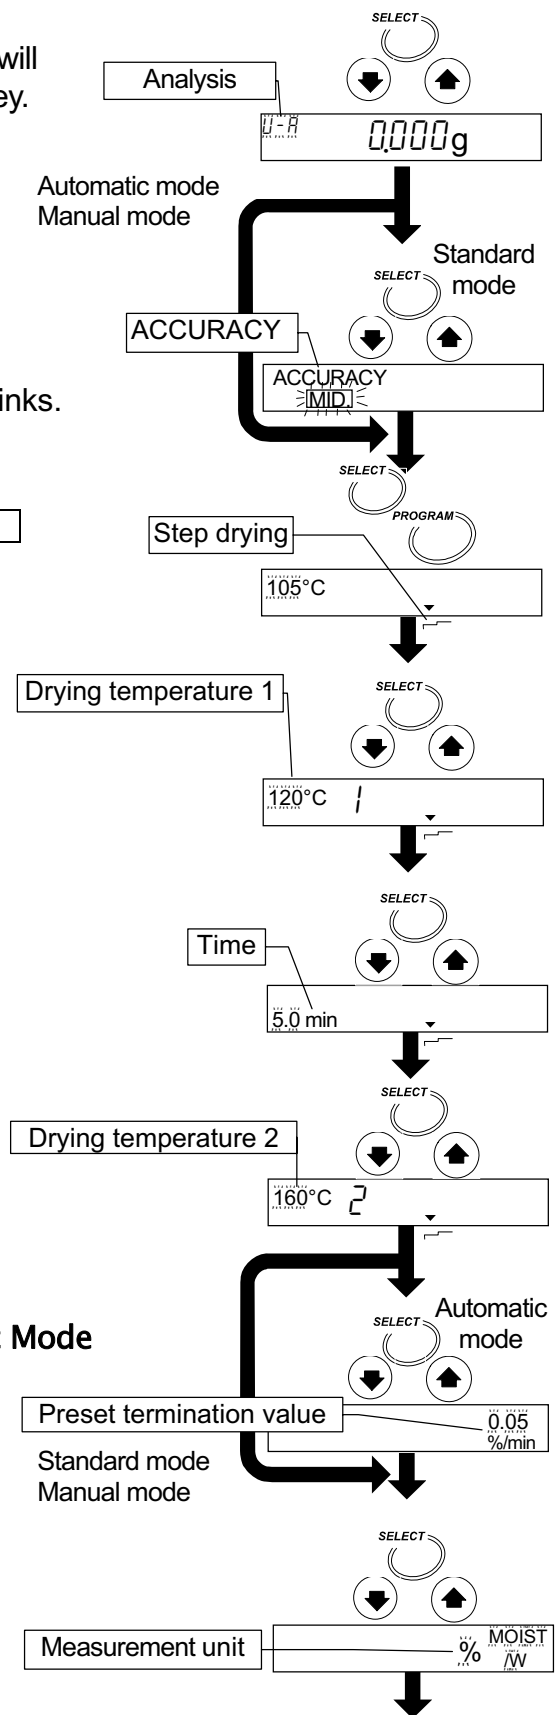 SELECT
will
ey.
Analysis
U-A 0.000g
Automatic mode
Manual mode
Standard
mode
SELECT
ACCURACY
ACCURACY
MID.
inks.
SELECT
PROGRAM
Step drying
105°C
Drying temperature 1
SELECT
120°C 1
SELECT
Time
5.0 min
SELECT
Drying temperature 2
160°C 2
Automatic
mode
SELECT
Mode
Preset termination value
0.05
%/min
Standard mode
Manual mode
SELECT
Measurement unit
% MOIST
/W